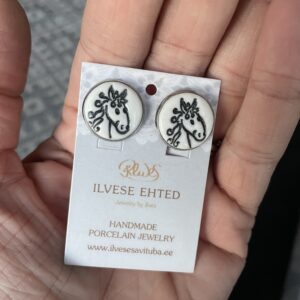 ILVESE EHTED
HANDMADE
PORCELAIN JEWELRY
www.ilvesesavituba.ee